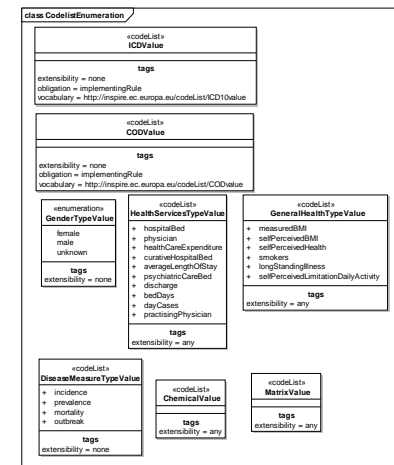 class CodelistEnumeration
«codeList»
ICDValue
tags
extensibility = none
obligation = implementingRule
vocabulary = http://inspire.ec.europa.eu/codeList/ICD10value
«codeList»
CODValue
tags
extensibility = none
obligation = implementingRule
vocabulary = http://inspire.ec.europa.eu/codeList/CODvalue
«enumeration»
GenderTypeValue
female
male
unknown
tags
extensibility = none
«codeList»
HealthServicesTypeValue
+ hospitalBed
+ physician
+ healthCareExpenditure
+ curativeHospitalBed
+ averageLengthOfStay
+ psychiatricCareBed
+ discharge
+ bedDays
+ dayCases
+ practisingPhysician
tags
extensibility = any
«codeList»
GeneralHealthTypeValue
+ measuredBMI
+ selfPerceivedBMI
+ selfPerceivedHealth
+ smokers
+ longStandingIllness
+ selfPerceivedLimitationDailyActivity
tags
extensibility = any
«codeList»
DiseaseMeasureTypeValue
+ incidence
+ prevalence
+ mortality
+ outbreak
tags
extensibility = none
«codeList»
ChemicalValue
tags
extensibility = any
«codeList»
MatrixValue
tags
extensibility = any